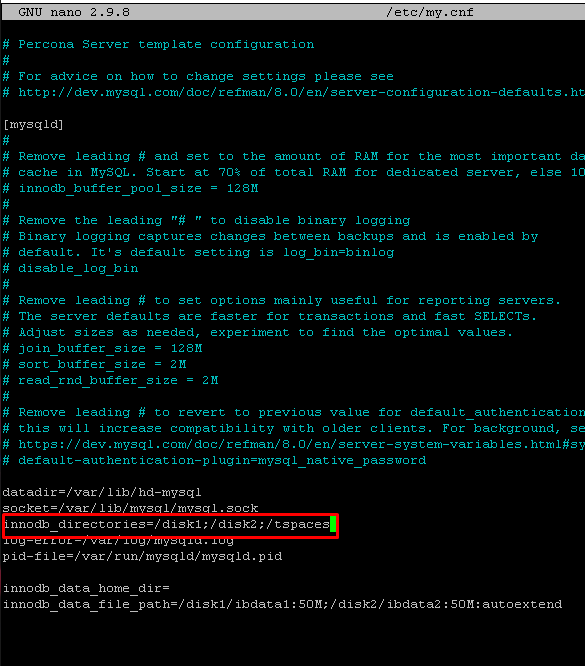 GNU nano 2.9.8 /etc/my.cnf
# Percona Server template configuration
#
# For advice on how to change settings please see
# http://dev.mysql.com/doc/refman/8.0/en/server-configuration-defaults.ht
[mysqld]
#
# Remove leading # and set to the amount of RAM for the most important da
# cache in MySQL. Start at 70% of total RAM for dedicated server, else 10
# innodb_buffer_pool_size = 128M
#
# Remove the leading "# " to disable binary logging
# Binary logging captures changes between backups and is enabled by
# default. It's default setting is log_bin=binlog
# disable_log_bin
#
# Remove leading # to set options mainly useful for reporting servers.
# The server defaults are faster for transactions and fast SELECTs.
# Adjust sizes as needed, experiment to find the optimal values.
# join_buffer_size = 128M
# sort_buffer_size = 2M
# read_rnd_buffer_size = 2M
#
# Remove leading # to revert to previous value for default_authentication
# this will increase compatibility with older clients. For background, se
# https://dev.mysql.com/doc/refman/8.0/en/server-system-variables.html#sy
# default-authentication-plugin=mysql_native_password
datadir=/var/lib/hd-mysql
socket=/var/lib/mysql/mysql.sock
innodb_directories=/disk1;/disk2;/tspaces
log-error=/var/log/mysqld.log
pid-file=/var/run/mysqld/mysqld.pid
innodb_data_home_dir=
innodb_data_file_path=/disk1/ibdata1:50M;/disk2/ibdata2:50M:autoextend